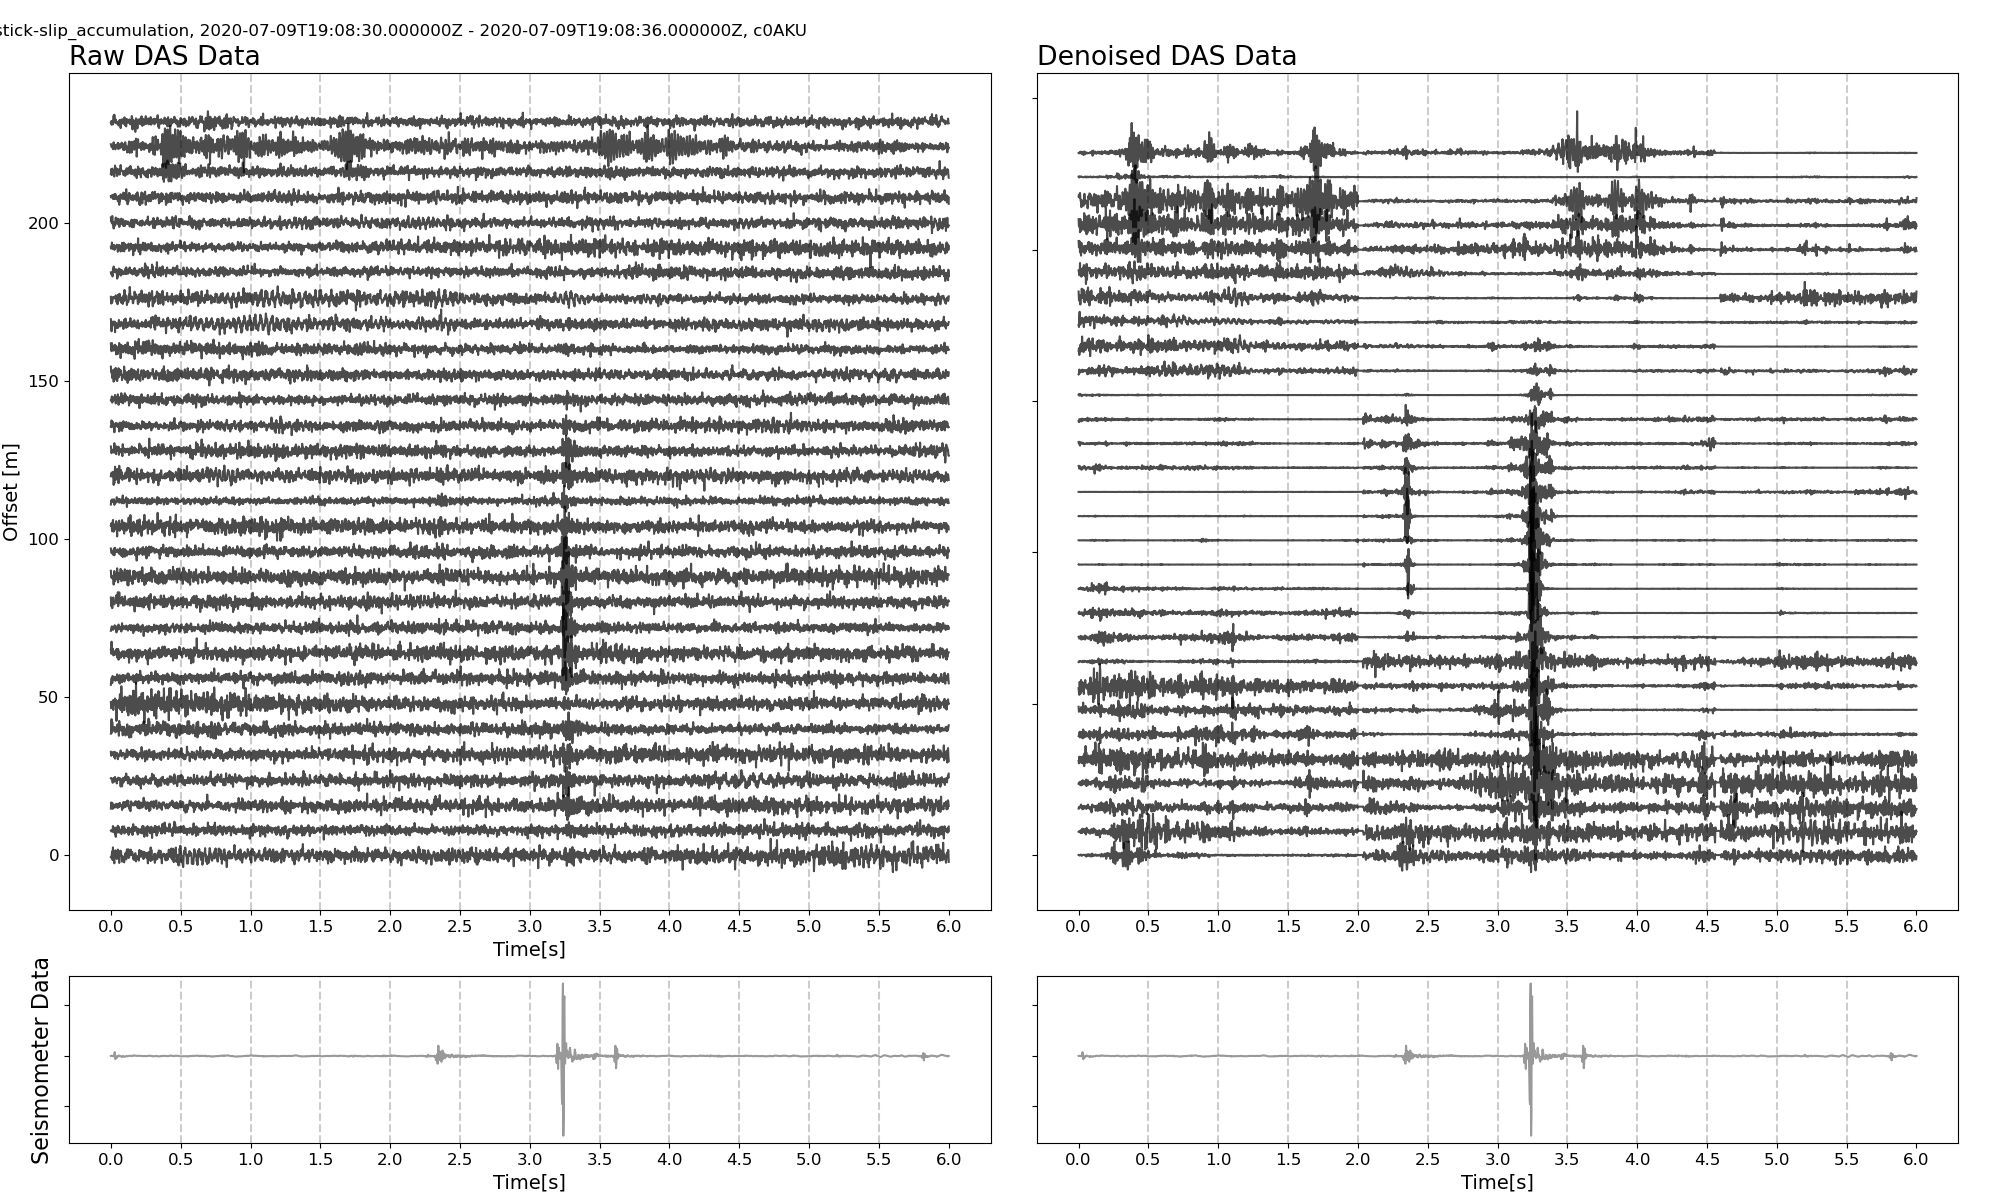 stick-slip_accumulation, 2020-07-09T19:08:30.000000Z - 2020-07-09T19:08:36.000000Z, c0AKU
Raw DAS Data
Denoised DAS Data
Offset [m]
200
150
100
50
0
0.0 0.5 1.0 1.5 2.0 2.5 3.0 3.5 4.0 4.5 5.0 5.5 6.0
Time[s]
0.0 0.5 1.0 1.5 2.0 2.5 3.0 3.5 4.0 4.5 5.0 5.5 6.0
Seismometer Data
0.0 0.5 1.0 1.5 2.0 2.5 3.0 3.5 4.0 4.5 5.0 5.5 6.0
Time[s]
0.0 0.5 1.0 1.5 2.0 2.5 3.0 3.5 4.0 4.5 5.0 5.5 6.0
Time[s]